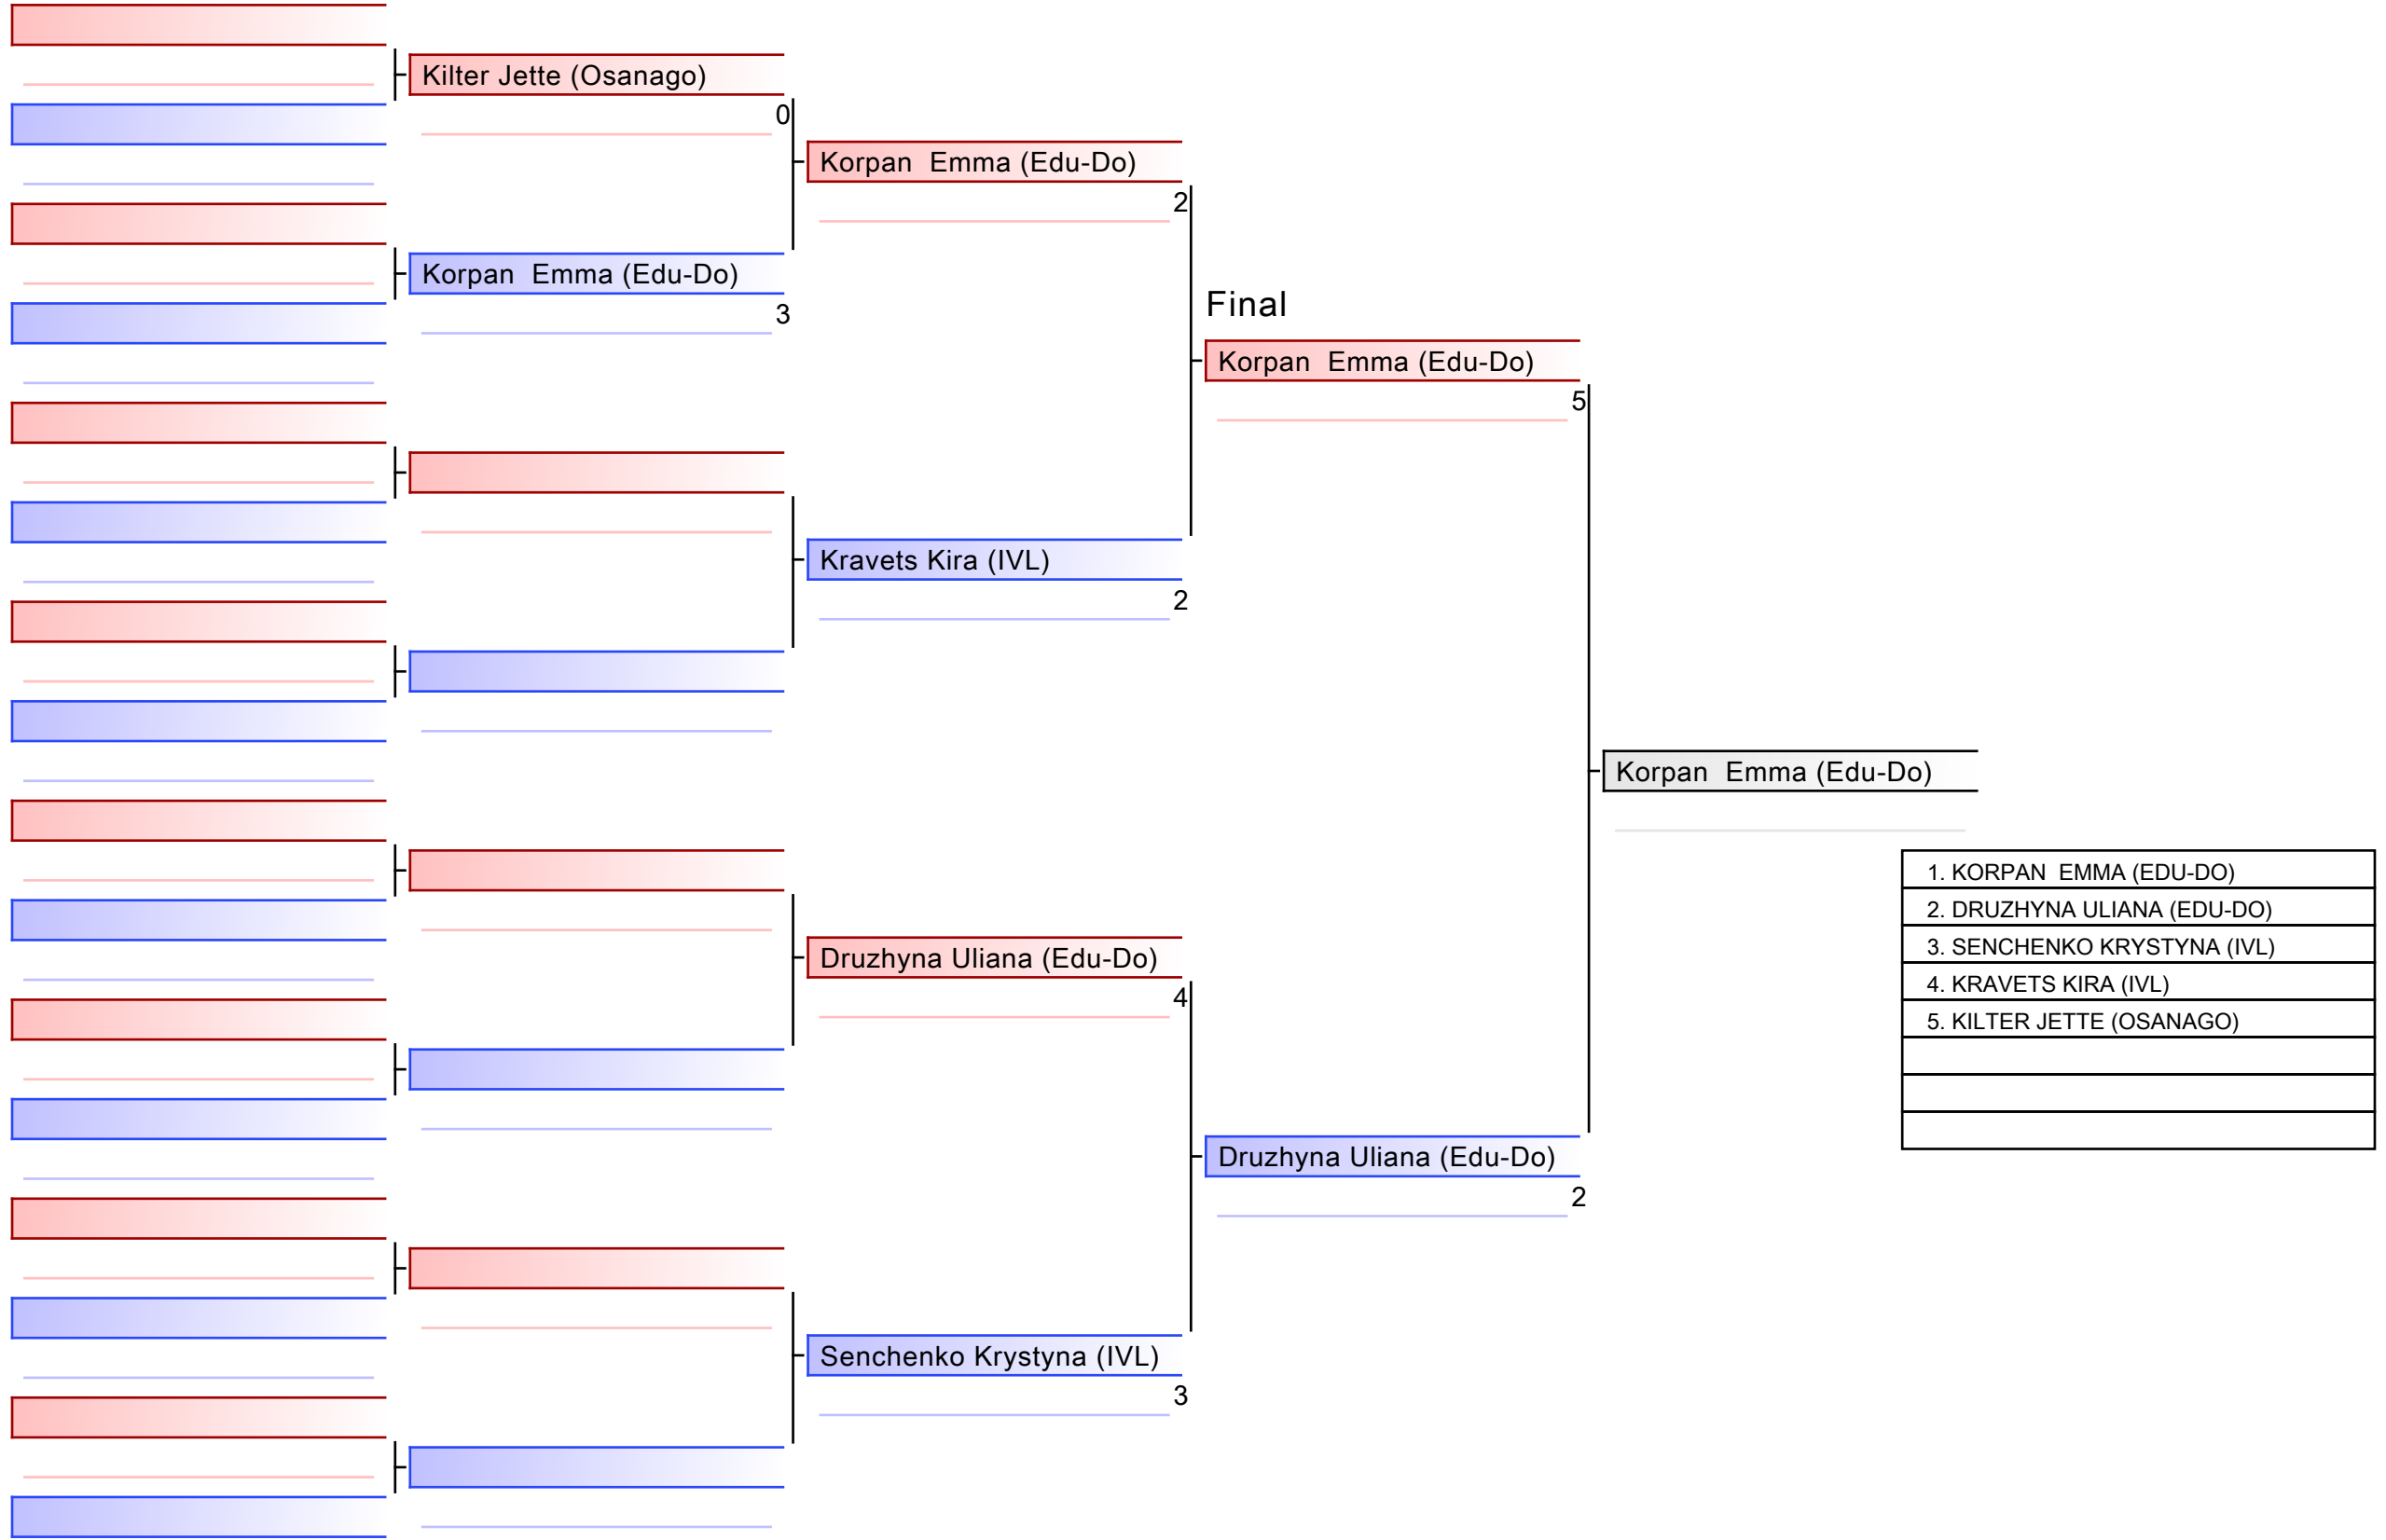 Kilter Jette (Osanago)
0
Korpan  Emma (Edu-Do)
3
Korpan  Emma (Edu-Do)
2
Kravets Kira (IVL)
2
Druzhyna Uliana (Edu-Do)
4
Senchenko Krystyna (IVL)
3
Final
Korpan  Emma (Edu-Do)
5
Druzhyna Uliana (Edu-Do)
2
Korpan  Emma (Edu-Do)
1. KORPAN  EMMA (EDU-DO)
2. DRUZHYNA ULIANA (EDU-DO)
3. SENCHENKO KRYSTYNA (IVL)
4. KRAVETS KIRA (IVL)
5. KILTER JETTE (OSANAGO)